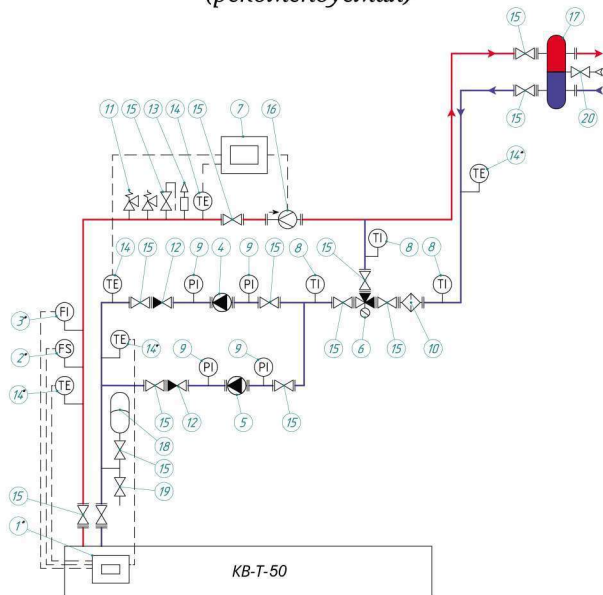 (рекомендуемая)
15 17
11 15 13 14 15 7 16
TE
15 20
14*
TE
14 15 12 9 4 9 15 8 15 TI 8 8
TE PI PI TI TI
3* FI
2* FS
TE 14*
15 6 15 10
14* TE
9 9
PI PI
15 12 5 15
18
15
19
15
1*
КВ-Т-50